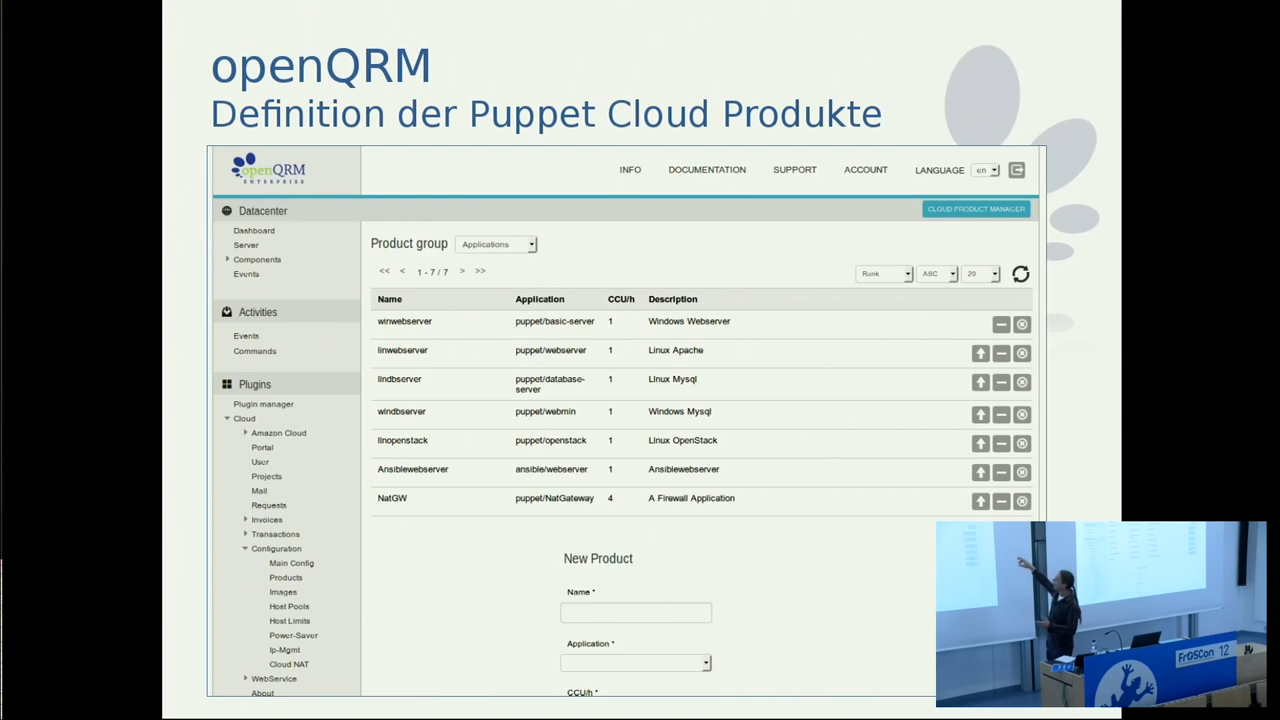 openQRM
Definition der Puppet Cloud Produkte
openQRM
ENTERPRISE
INFO DOCUMENTATION SUPPORT ACCOUNT LANGUAGE en
Datacenter
CLOUD PRODUCT MANAGER
Dashboard
Server
Components
Events
Activities
Events
Commands
Plugins
Plugin manager
Cloud
Amazon Cloud
Portal
User
Projects
Mail
Requests
Invoices
Transactions
Configuration
Main Config
Products
Images
Host Pools
Host Limits
Power-Saver
Ip-Mgmt
Cloud NAT
WebService
About
Product group Applications
<< < 1 - 7 / 7 > >> Rank ASC 20
Name Application CCU/h Description
winwebserver puppet/basic-server 1 Windows Webserver
linwebserver puppet/webserver 1 Linux Apache
lindbserver puppet/database-server 1 Linux Mysql
windbserver puppet/webmin 1 Windows Mysql
linopenstack puppet/openstack 1 Linux OpenStack
Ansiblewebserver ansible/webserver 1 Ansiblewebserver
NatGW puppet/NatGateway 4 A Firewall Application
New Product
Name *
Application *
CCU/h *
FrOSCon 12